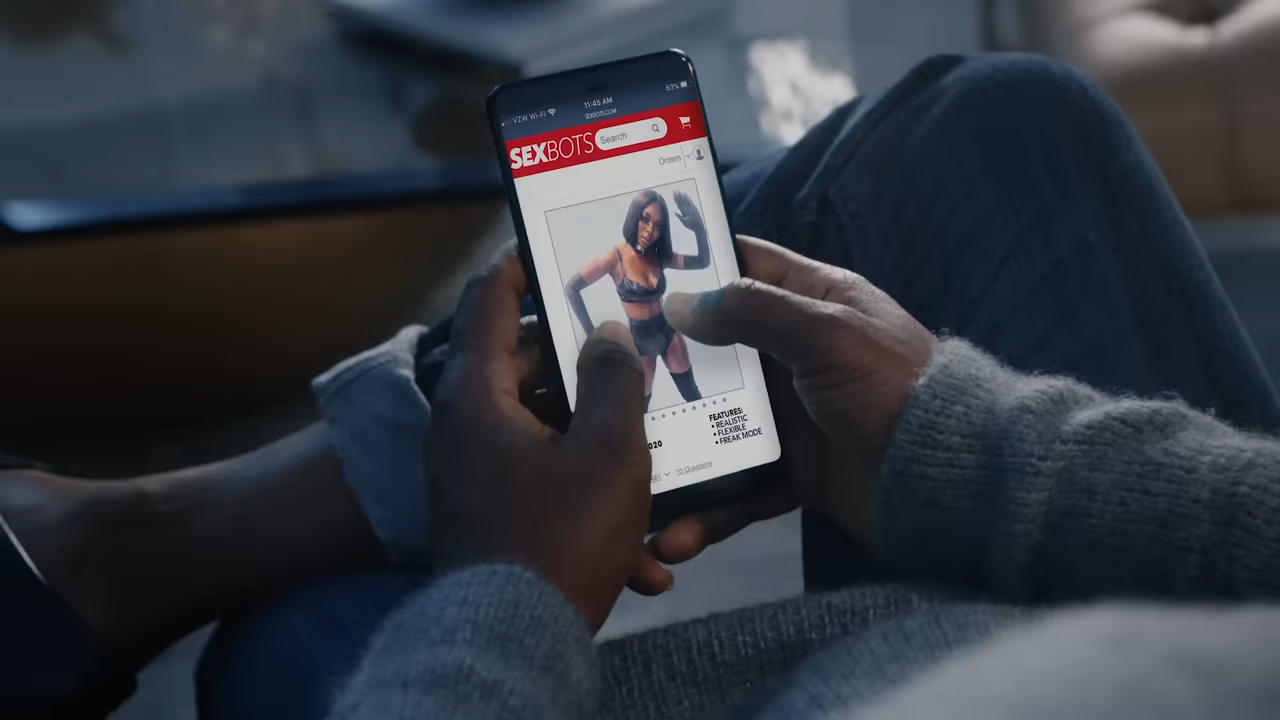 VZW Wi-Fi
11:45 AM
63%
SEXBOTS.COM
SEXBOTS
Search
Orders
020
FEATURES:
• REALISTIC
• FLEXIBLE
• FREAK MODE
10 Questions